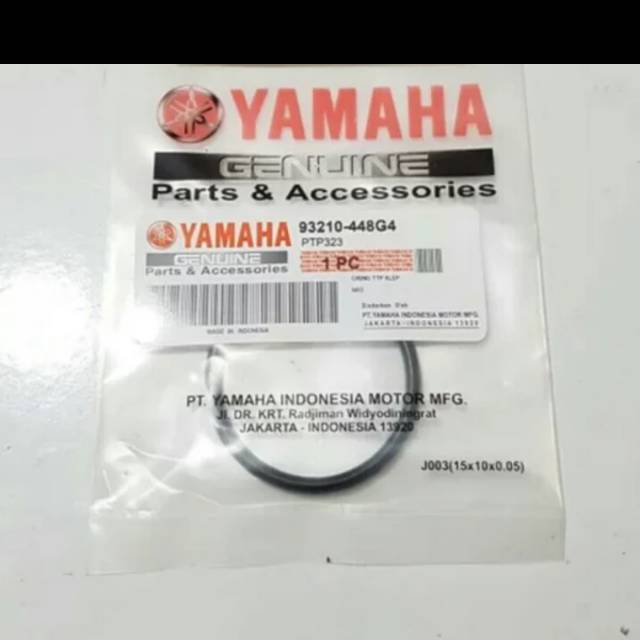 YAMAHA
GENUINE
Parts & Accessories
YAMAHA
GENUINE
Parts & Accessories
93210-448G4
PTP323
1 PC
MADE IN INDONESIA
PT.YAMAHA INDONESIA MOTOR MFG.
JAKARTA-INDONESIA 13920
PT. YAMAHA INDONESIA MOTOR MFG.
Jl. DR. KRT. Radjiman Widyodiningrat
JAKARTA - INDONESIA 13920
J003(15x10x0.05)